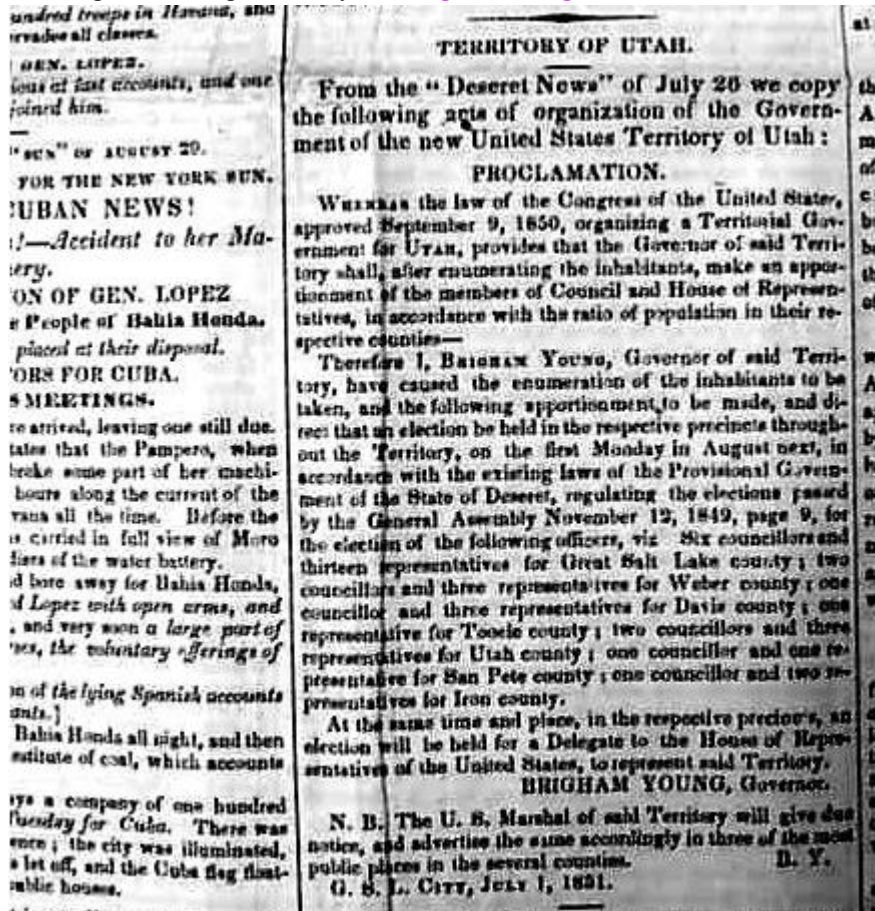 undred troops in Havana, and
ervades all classes.
GEN. LOPEZ.
ious at last accounts, and one
joined him.
"SUN" OF AUGUST 29.
FOR THE NEW YORK SUN.
CUBAN NEWS!
!—Accident to her Ma-
ery.
ON OF GEN. LOPEZ
e People of Bahia Honda.
placed at their disposal.
ORS FOR CUBA.
S MEETINGS.
re arrived, leaving one still due.
tates that the Pampero, when
broke some part of her machi-
hours along the current of the
vana all the time. Before the
s carried in full view of Moro
diers of the water battery.
d bore away for Bahia Honda,
d Lopez with open arms, and
, and very soon a large part of
the voluntary offerings of
on of the lying Spanish accounts
ants.]
Bahia Honda all night, and then
estitute of coal, which accounts
ys a company of one hundred
Tuesday for Cuba. There was
ence; the city was illuminated,
s let off, and the Cuba flag float-
ublic houses.
TERRITORY OF UTAH.
From the "Deseret News" of July 26 we copy
the following acts of organization of the Govern-
ment of the new United States Territory of Utah:
PROCLAMATION.
WHEREAS the law of the Congress of the United States,
approved September 9, 1850, organizing a Territorial Gov-
ernment for UTAH, provides that the Governor of said Terri-
tory shall, after enumerating the inhabitants, make an appor-
tionment of the members of Council and House of Represen-
tatives, in accordance with the ratio of population in their re-
spective counties—
Therefore I, BRIGHAM YOUNG, Governor of said Terri-
tory, have caused the enumeration of the inhabitants to be
taken, and the following apportionment to be made, and di-
rect that an election be held in the respective precincts through-
out the Territory, on the first Monday in August next, in
accordance with the existing laws of the Provisional Govern-
ment of the State of Deseret, regulating the elections passed
by the General Assembly November 12, 1849, page 9, for
the election of the following officers, viz Six councillors and
thirteen representatives for Great Salt Lake county; two
councillors and three representatives for Weber county; one
councillor and three representatives for Davis county; one
representative for Tooele county; two councillors and three
representatives for Utah county; one councillor and one re-
presentative for San Pete county; one councillor and two re-
presentatives for Iron county.
At the same time and place, in the respective precincts, an
election will be held for a Delegate to the House of Repre-
sentatives of the United States, to represent said Territory.
BRIGHAM YOUNG, Governor.
N. B. The U. S. Marshal of said Territory will give due
notice, and advertise the same accordingly in three of the most
public places in the several counties. B. Y.
G. S. L. CITY, JULY 1, 1851.